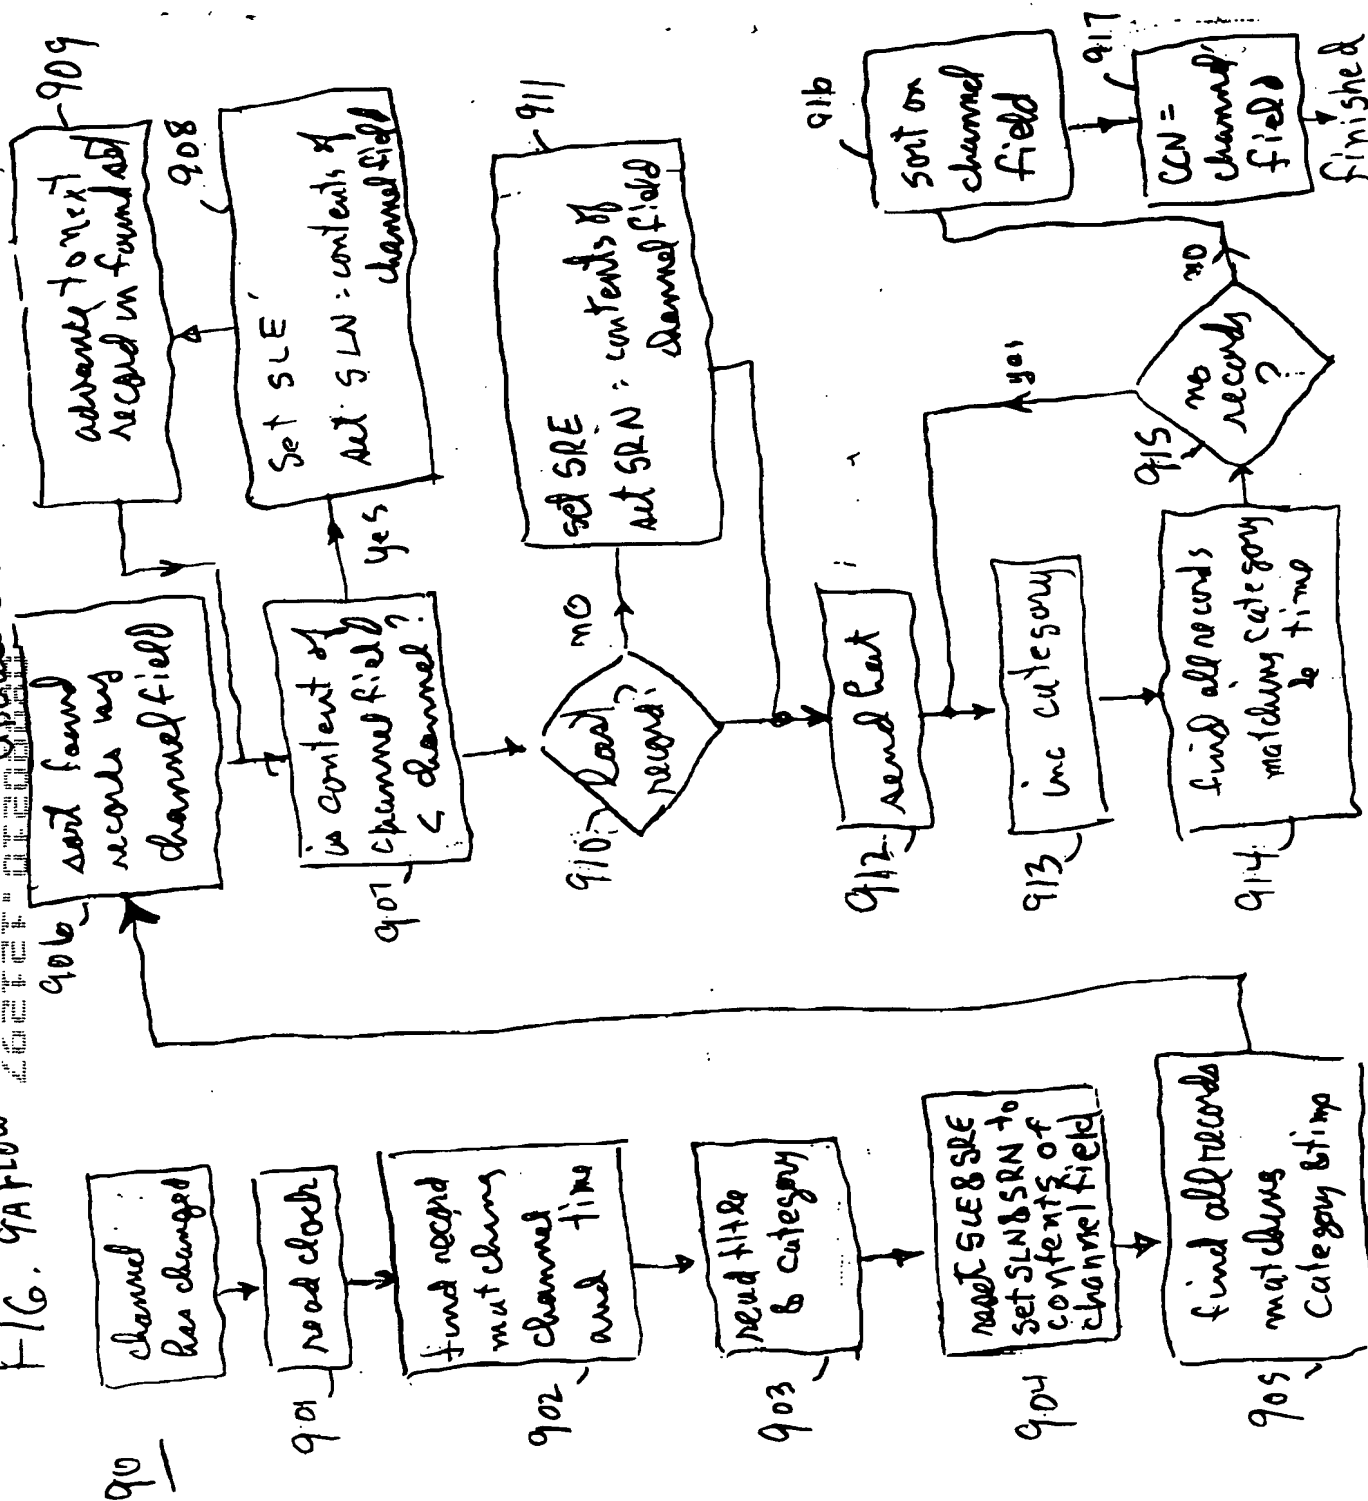 FIG. 9A FLOW
90
channel
has changed
901
read clock
902
find record
matching
channel
and time
903
read title
& category
904
reset SLE & SRE
set SLN & SRN to
contents of
channel field
905
find all records
matching
category & time
906
sort found
records by
channel field
907
is content of
channel field
< channel?
yes
908
Set SLE
set SLN = contents of
channel field
909
advance to next
record in found set
910
last
record?
no
911
set SRE
set SRN = contents of
channel field
912
send
913
inc category
914
find all records
matching category
& time
915
no
records
?
yes
no
916
sort on
channel
field
917
CCN =
channel
field
finished